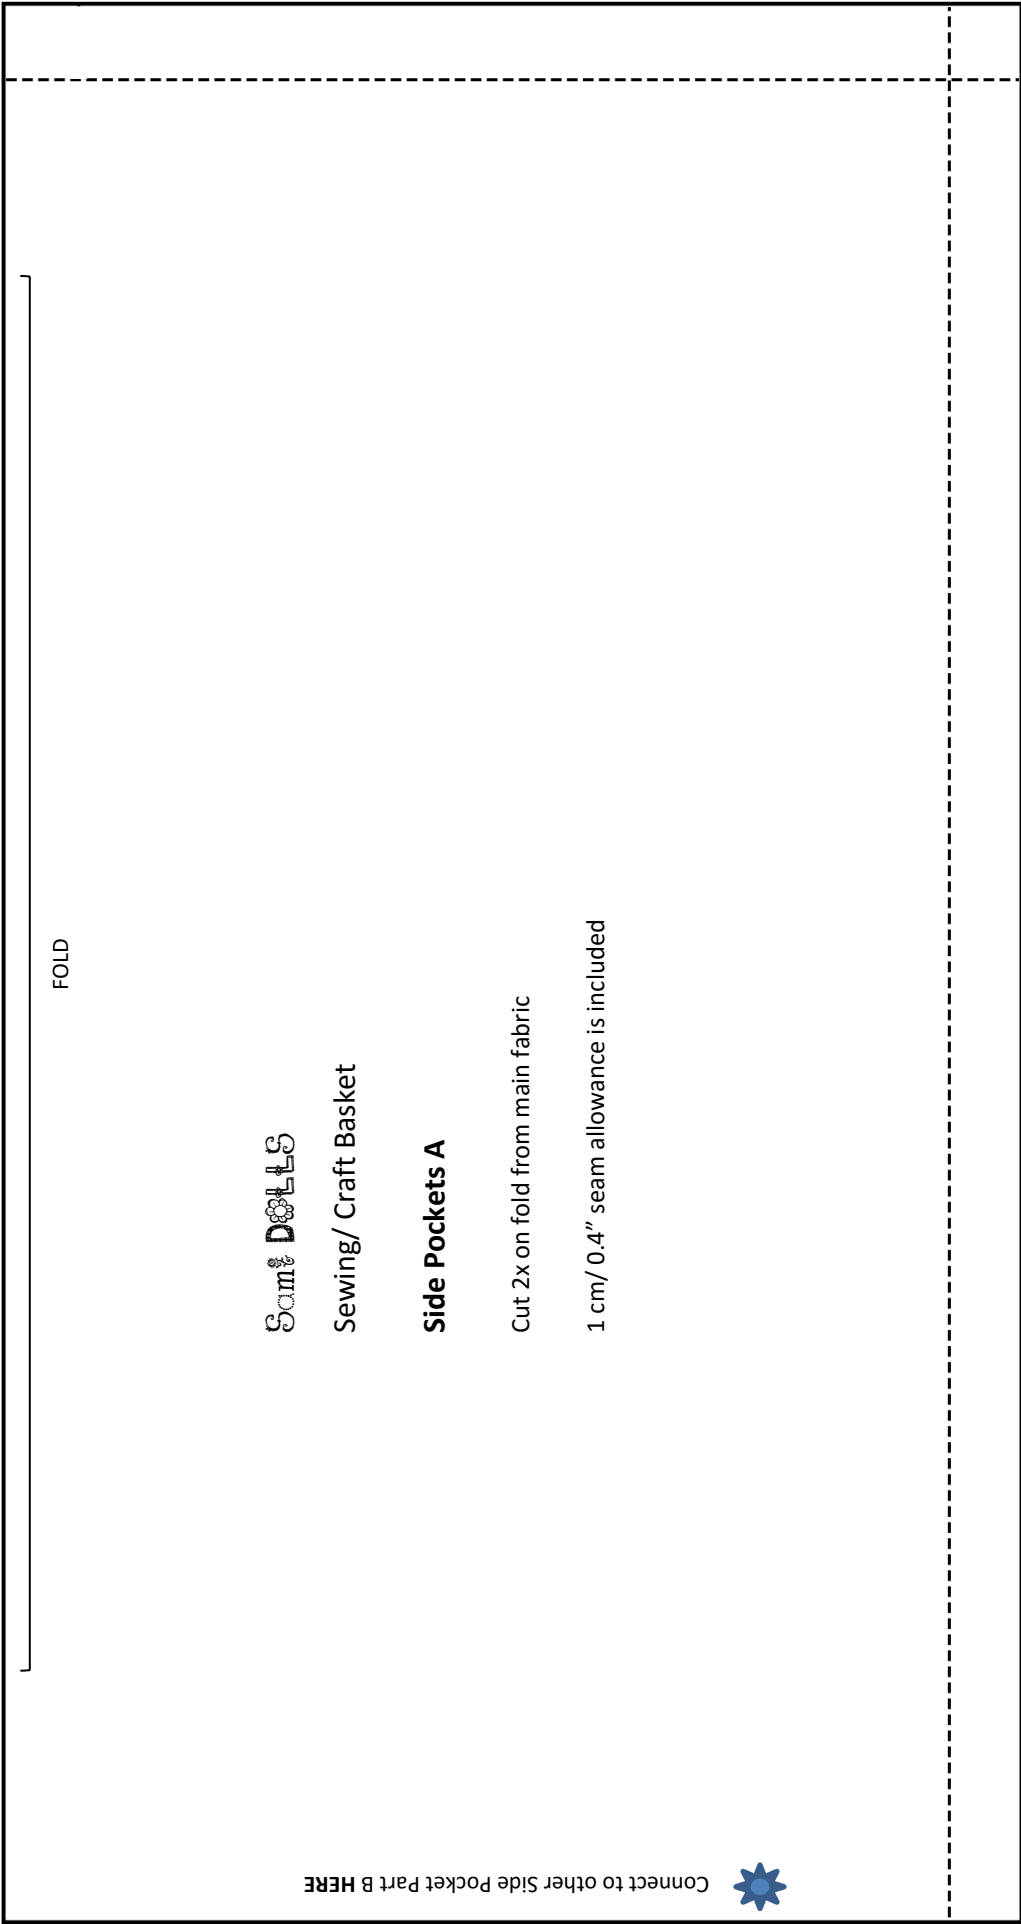 FOLD
Sami DOLLS
Sewing/ Craft Basket
Side Pockets A
Cut 2x on fold from main fabric
1 cm/ 0.4” seam allowance is included
Connect to other Side Pocket Part B HERE